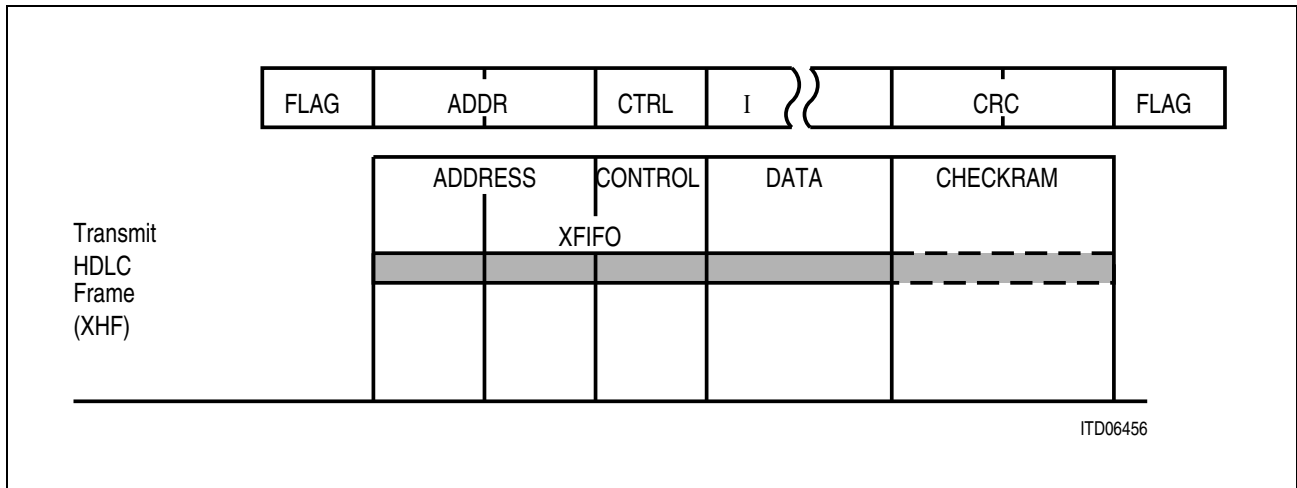 FLAG ADDR CTRL I CRC FLAG
ADDRESS CONTROL DATA CHECKRAM
XFIFO
Transmit
HDLC
Frame
(XHF)
ITD06456